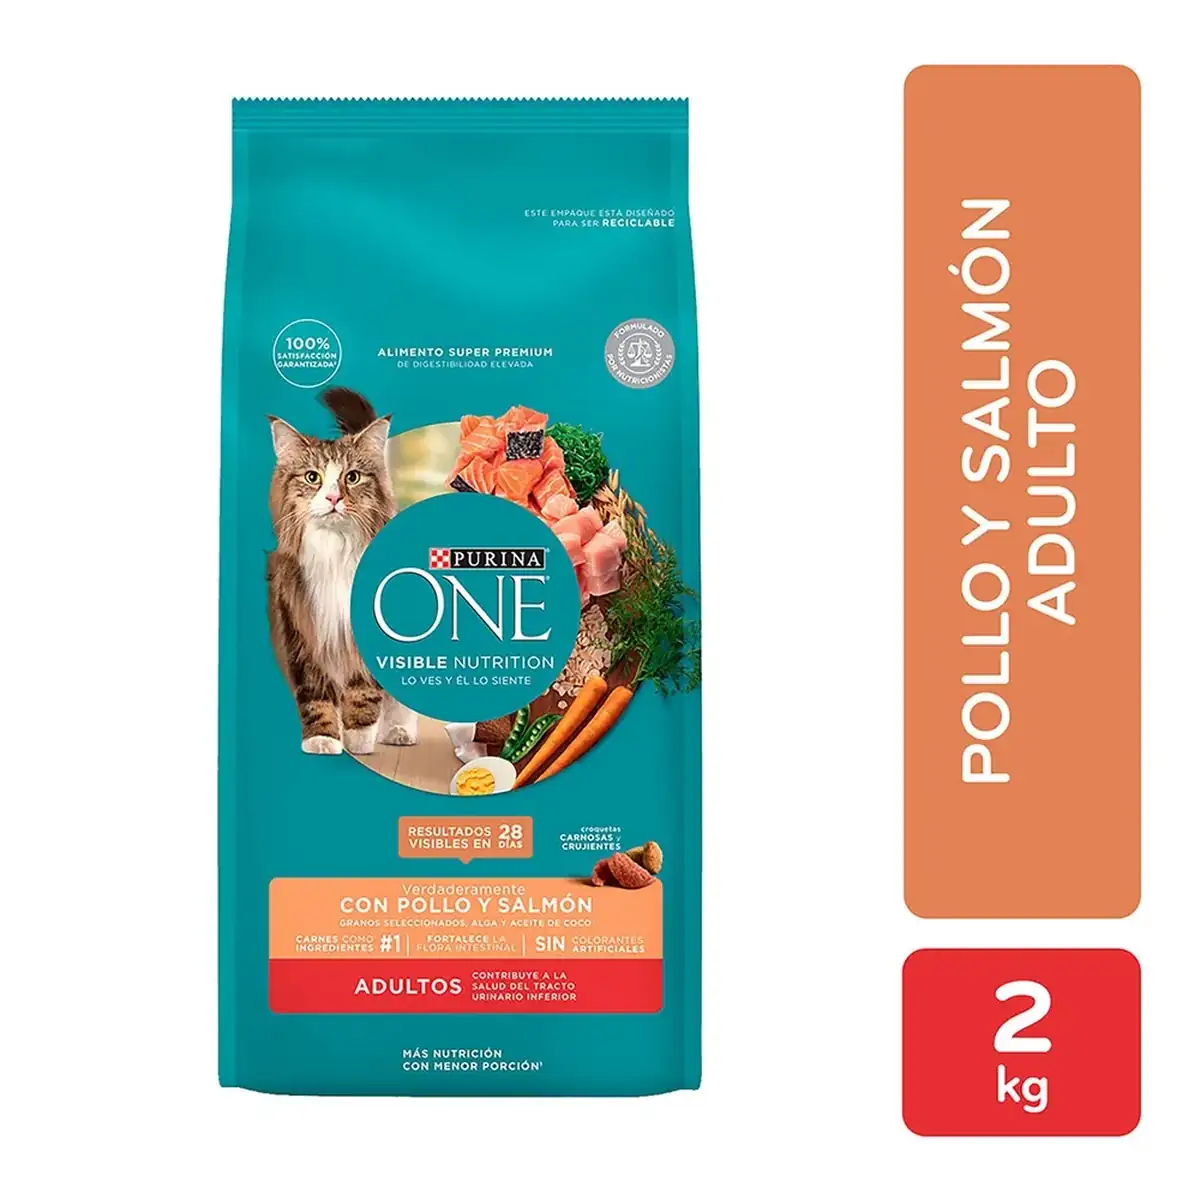 ESTE EMPAQUE ESTÁ DISEÑADO
PARA SER RECICLABLE
100%
SATISFACCIÓN
GARANTIZADA¹
ALIMENTO SUPER PREMIUM
DE DIGESTIBILIDAD ELEVADA
FORMULADO
POR NUTRICIONISTAS
PURINA
ONE
VISIBLE NUTRITION
LO VES Y ÉL LO SIENTE
RESULTADOS
VISIBLES EN
28
DÍAS
croquetas
CARNOSAS y
CRUJIENTES
Verdaderamente
CON POLLO Y SALMÓN
GRANOS SELECCIONADOS, ALGA Y ACEITE DE COCO
CARNES COMO
INGREDIENTES
#1
FORTALECE LA
FLORA INTESTINAL
SIN
COLORANTES
ARTIFICIALES
ADULTOS
CONTRIBUYE A LA
SALUD DEL TRACTO
URINARIO INFERIOR
MÁS NUTRICIÓN
CON MENOR PORCIÓN¹
POLLO Y SALMÓN
ADULTO
2
kg